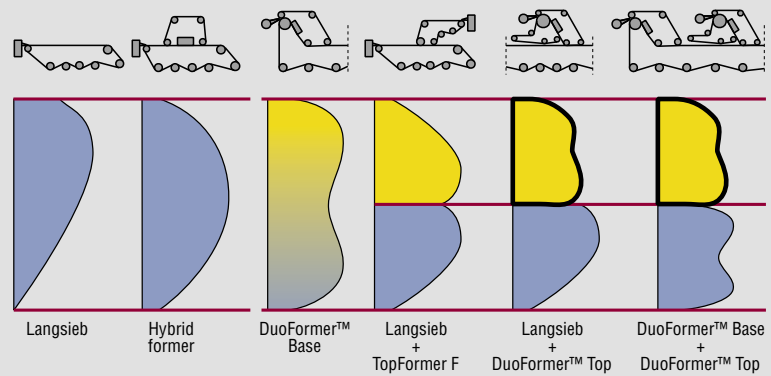 Langsieb
Hybrid
former
DuoFormer™
Base
Langsieb
+
TopFormer F
Langsieb
+
DuoFormer™ Top
DuoFormer™ Base
+
DuoFormer™ Top